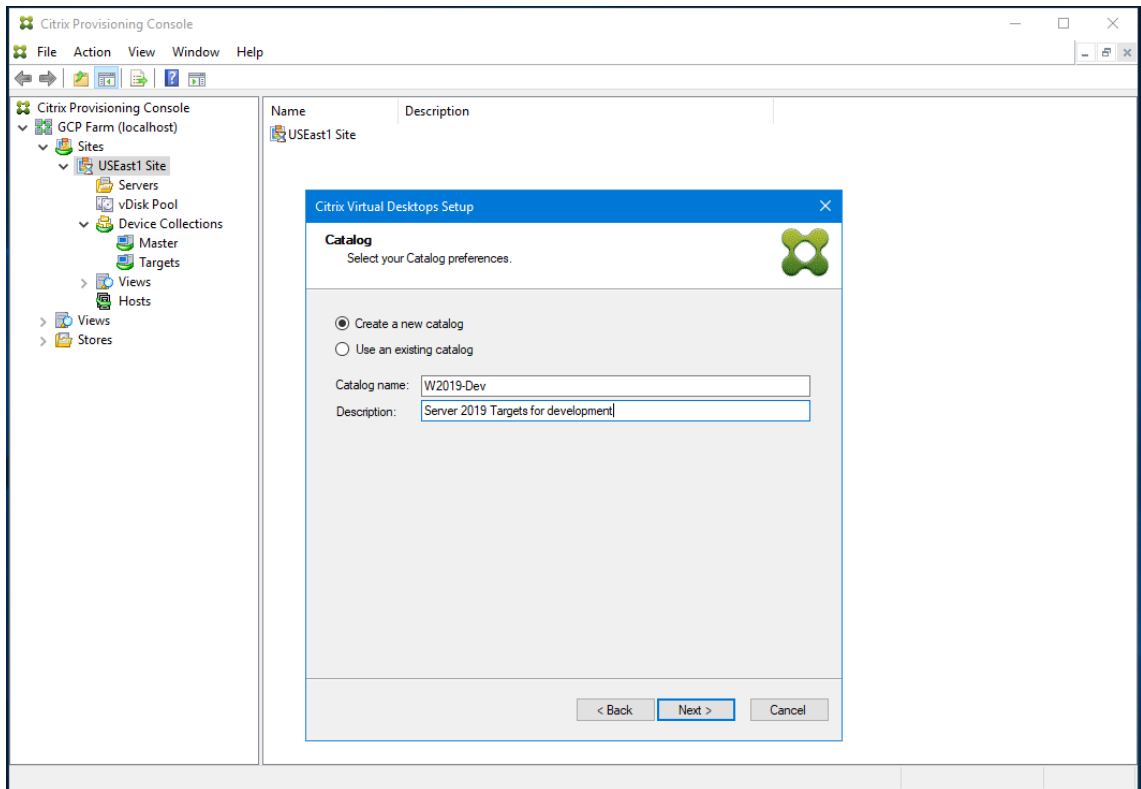 Citrix Provisioning Console
File Action View Window Help
Citrix Provisioning Console
GCP Farm (localhost)
Sites
USEast1 Site
Servers
vDisk Pool
Device Collections
Master
Targets
Views
Hosts
Views
Stores
Name Description
USEast1 Site
Citrix Virtual Desktops Setup
Catalog
Select your Catalog preferences.
Create a new catalog
Use an existing catalog
Catalog name: W2019-Dev
Description: Server 2019 Targets for development
< Back Next > Cancel